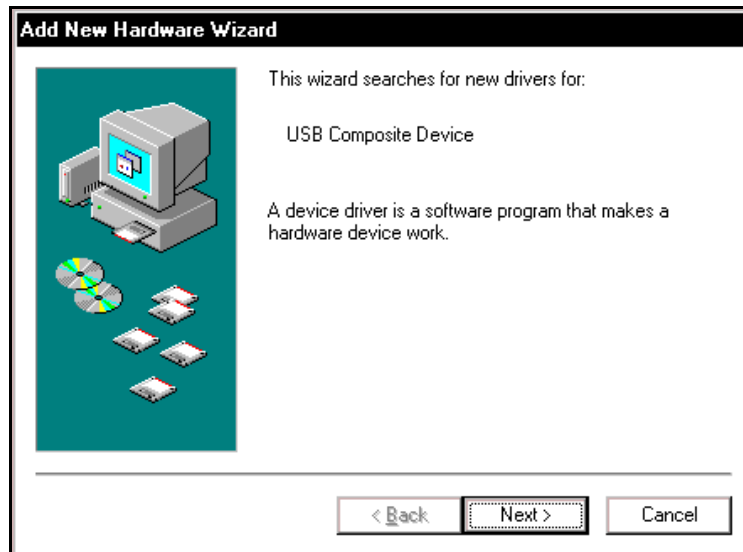 Add New Hardware Wizard
This wizard searches for new drivers for:
USB Composite Device
A device driver is a software program that makes a
hardware device work.
< Back
Next >
Cancel